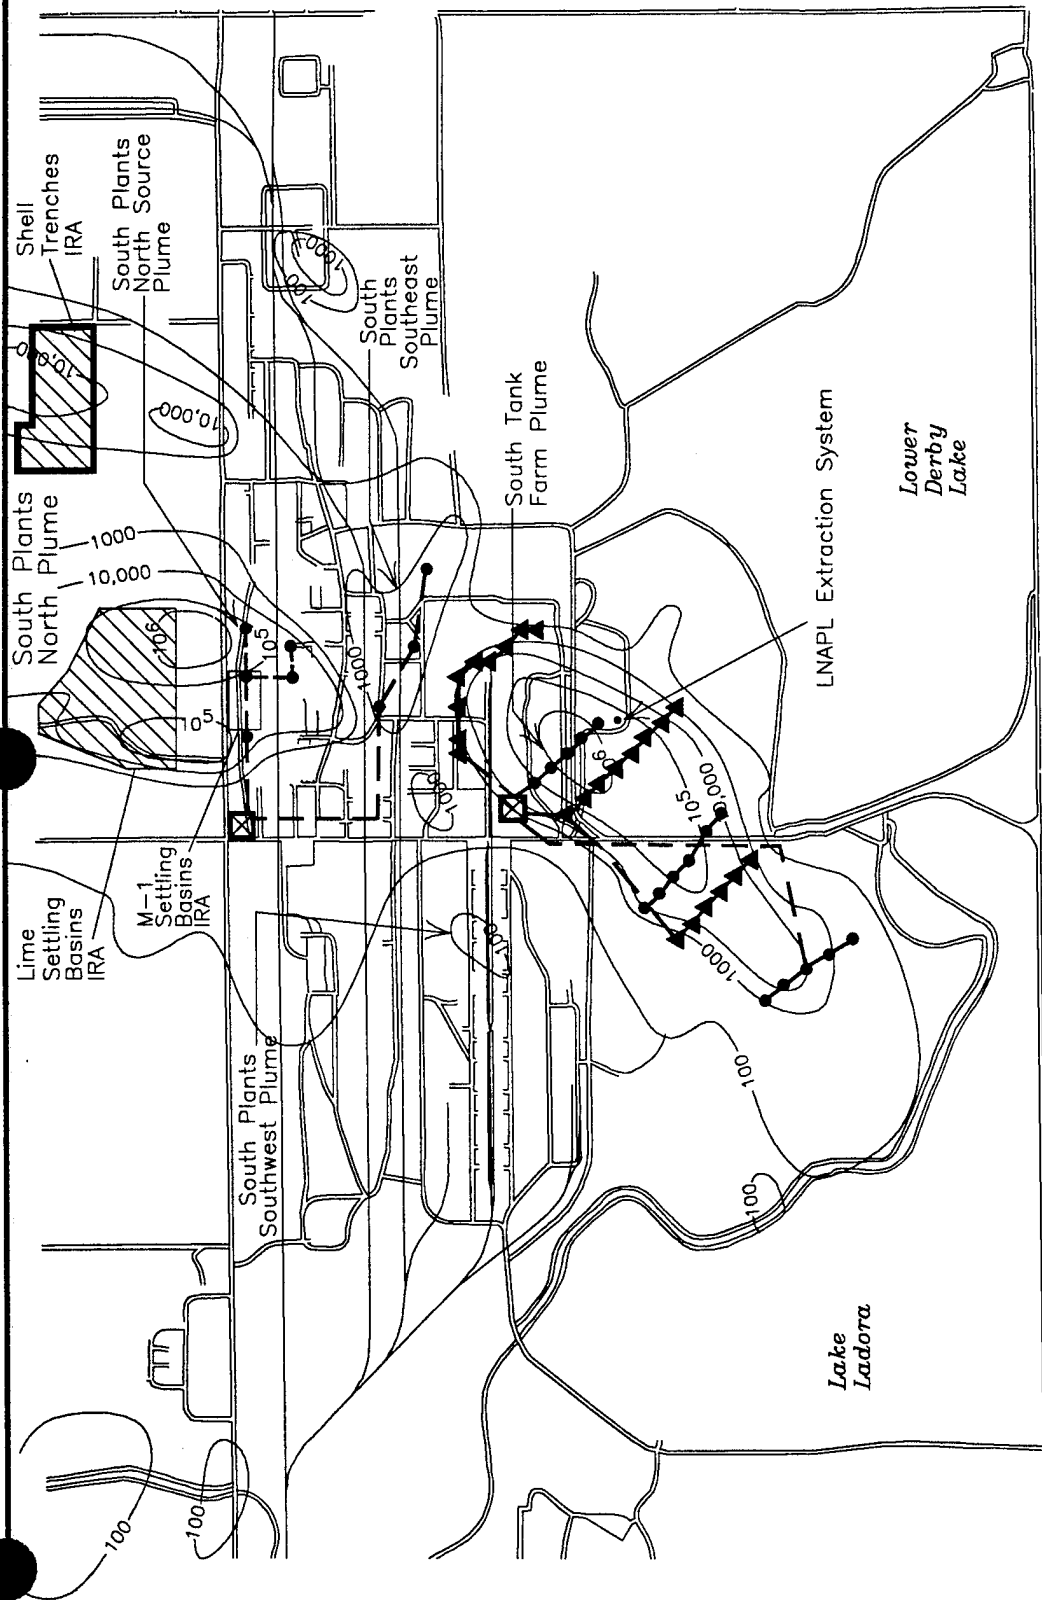 Shell
Trenches
IRA
South Plants
North Source
Plume
South
Plants
Southeast
Plume
South Tank
Farm Plume
LNAPL Extraction System
Lower
Derby
Lake
South Plants
North Plume
Lime
Settling
Basins
IRA
M-1
Settling
Basins
IRA
South Plants
Southwest Plume
Lake
Ladora
10,000
10,000
10,000
1000
100
1000
10,000
10⁶
10⁵
10⁵
1000
100
10⁶
10⁵
10,000
1000
100
100
100
100
100